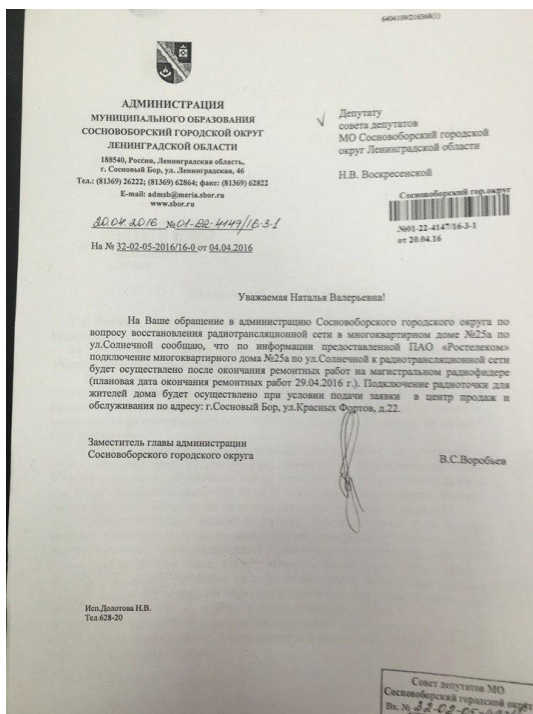 6404109/216368(1)
АДМИНИСТРАЦИЯ
МУНИЦИПАЛЬНОГО ОБРАЗОВАНИЯ
СОСНОВОБОРСКИЙ ГОРОДСКОЙ ОКРУГ
ЛЕНИНГРАДСКОЙ ОБЛАСТИ
188540, Россия, Ленинградская область,
г. Сосновый Бор, ул. Ленинградская, 46
Тел.: (81369) 26222; (81369) 62864; факс: (81369) 62822
E-mail: admsb@meria.sbor.ru
www.sbor.ru
20.04.2016 №01-22-4147/16-3-1
На № 32-02-05-2016/16-0 от 04.04.2016
Депутату
совета депутатов
МО Сосновоборский городской
округ Ленинградской области
Н.В. Воскресенской
Сосновоборский гор.округ
№01-22-4147/16-3-1
от 20.04.16
Уважаемая Наталья Валерьевна!
На Ваше обращение в администрацию Сосновоборского городского округа по
вопросу восстановления радиотрансляционной сети в многоквартирном доме №25а по
ул.Солнечной сообщаю, что по информации предоставленной ПАО «Ростелеком»
подключение многоквартирного дома №25а по ул.Солнечной к радиотрансляционной сети
будет осуществлено после окончания ремонтных работ на магистральном радиофидере
(плановая дата окончания ремонтных работ 29.04.2016 г.). Подключение радиоточки для
жителей дома будет осуществлено при условии подачи заявки в центр продаж и
обслуживания по адресу: г.Сосновый Бор, ул.Красных Фортов, д.22.
Заместитель главы администрации
Сосновоборского городского округа
В.С.Воробьев
Исп.Долотова Н.В.
Тел.628-20
Совет депутатов МО
Сосновоборский городской округ
Вх. № 32-02-05-